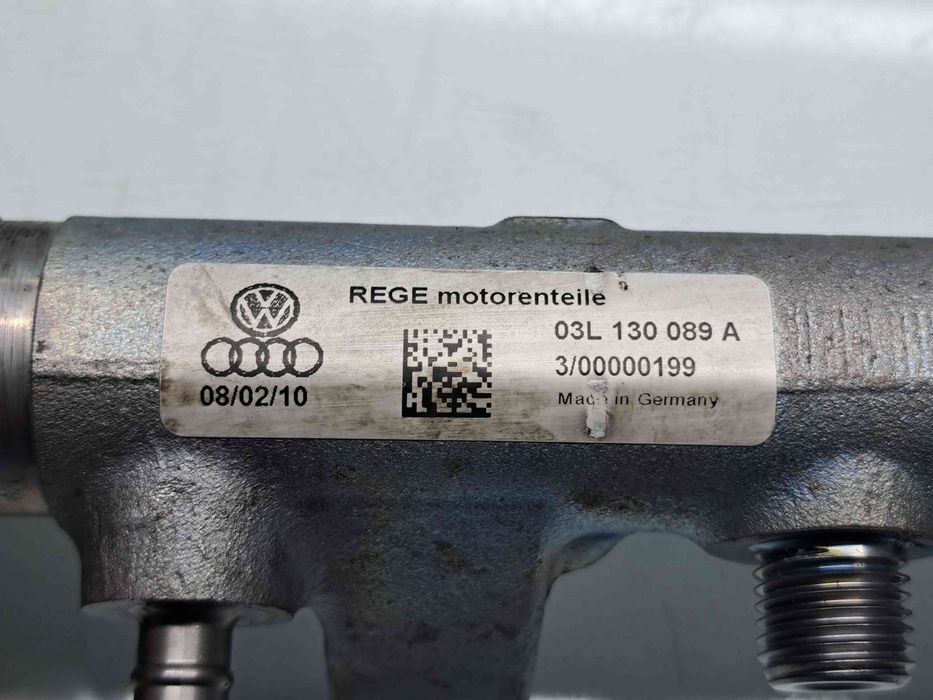 REGE motorenteile
03L 130 089 A
3/00000199
08/02/10
Made in Germany